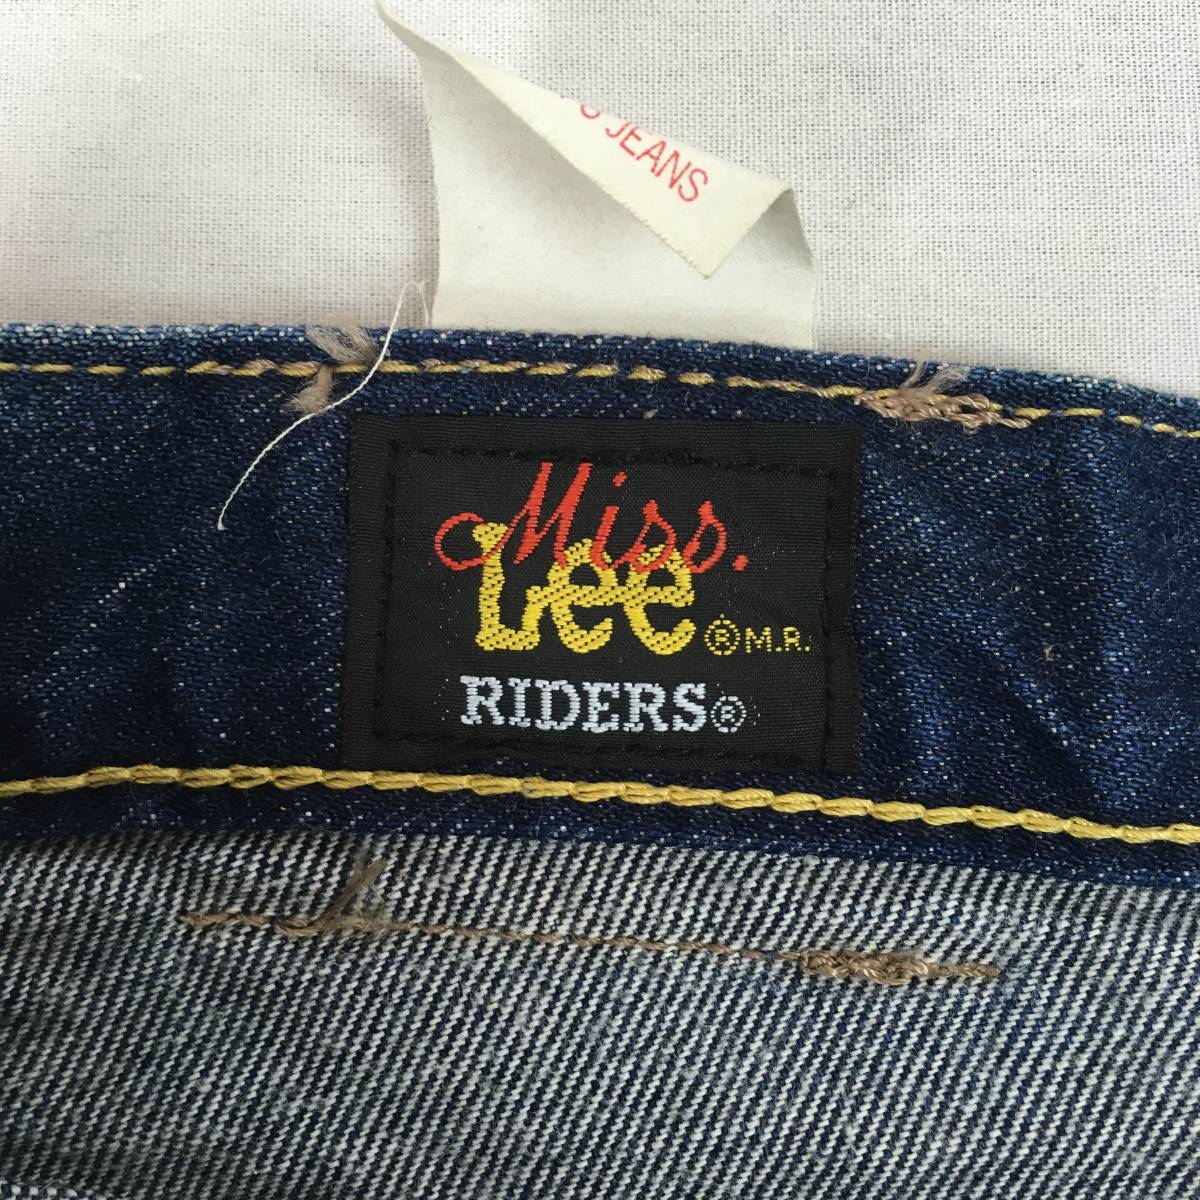 JEANS
Miss.
Lee ® M.R.
RIDERS ®